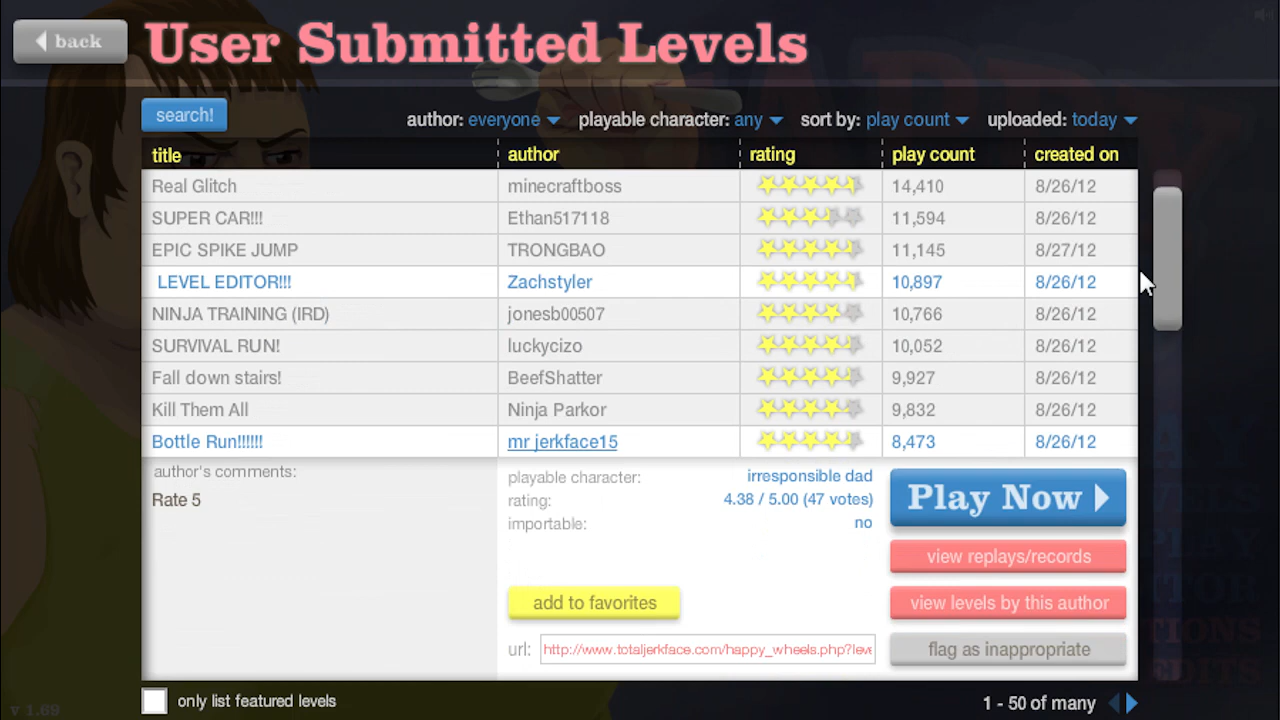 back
User Submitted Levels
search!
author: everyone playable character: any sort by: play count uploaded: today
title author rating play count created on
Real Glitch minecraftboss 14,410 8/26/12
SUPER CAR!!! Ethan517118 11,594 8/26/12
EPIC SPIKE JUMP TRONGBAO 11,145 8/27/12
LEVEL EDITOR!!! Zachstyler 10,897 8/26/12
NINJA TRAINING (IRD) jonesb00507 10,766 8/26/12
SURVIVAL RUN! luckycizo 10,052 8/26/12
Fall down stairs! BeefShatter 9,927 8/26/12
Kill Them All Ninja Parkor 9,832 8/26/12
Bottle Run!!!!!! mr jerkface15 8,473 8/26/12
author's comments:
Rate 5
playable character: irresponsible dad
rating: 4.38 / 5.00 (47 votes)
importable: no
Play Now
view replays/records
add to favorites
view levels by this author
url: http://www.totaljerkface.com/happy_wheels.php?leve
flag as inappropriate
only list featured levels
1 - 50 of many
v 1.69